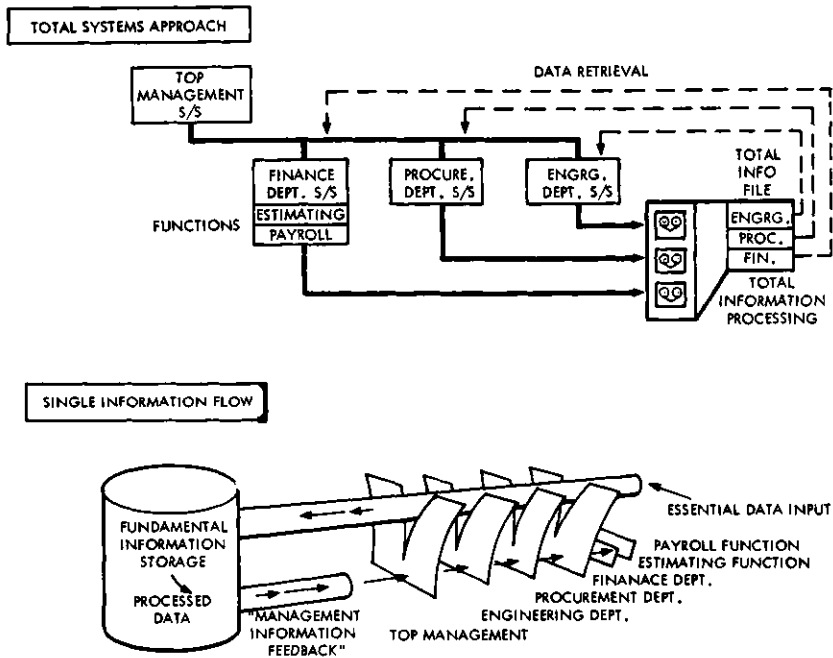 TOTAL SYSTEMS APPROACH
TOP
MANAGEMENT
S/S
DATA RETRIEVAL
FINANCE
DEPT. S/S
ESTIMATING
PAYROLL
PROCURE.
DEPT. S/S
ENGRG.
DEPT. S/S
FUNCTIONS
TOTAL
INFO
FILE
ENGRG.
PROC.
FIN.
TOTAL
INFORMATION
PROCESSING
SINGLE INFORMATION FLOW
FUNDAMENTAL
INFORMATION
STORAGE
PROCESSED
DATA
ESSENTIAL DATA INPUT
PAYROLL FUNCTION
ESTIMATING FUNCTION
FINANACE DEPT.
PROCUREMENT DEPT.
ENGINEERING DEPT.
TOP MANAGEMENT
"MANAGEMENT
INFORMATION
FEEDBACK"